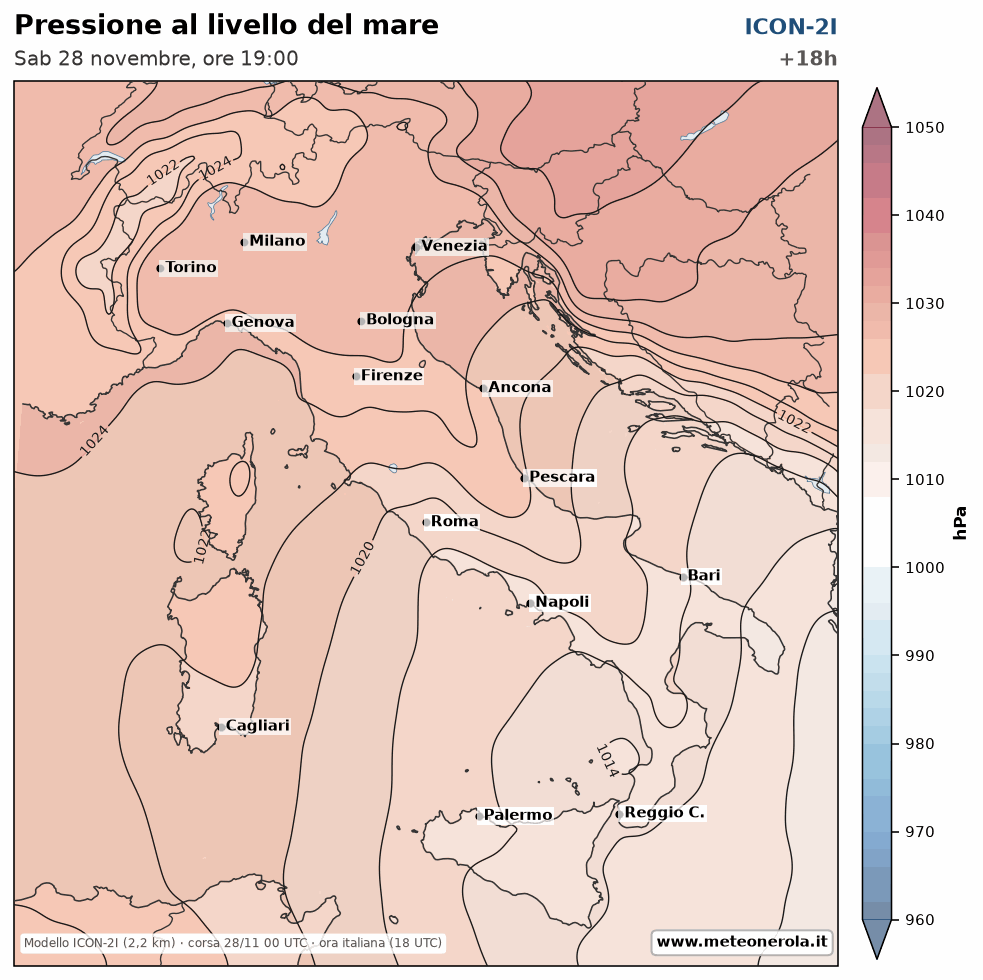 Pressione al livello del mare
ICON-2I
Sab 28 novembre, ore 19:00
+18h
1050
1040
1030
1020
1010
1000
990
980
970
960
hPa
1022
1024
Milano
Venezia
Torino
Genova
Bologna
Firenze
Ancona
1022
1024
Pescara
Roma
1022
1020
Bari
Napoli
Cagliari
1014
Palermo
Reggio C.
Modello ICON-2I (2,2 km) · corsa 28/11 00 UTC · ora italiana (18 UTC)
www.meteonerola.it